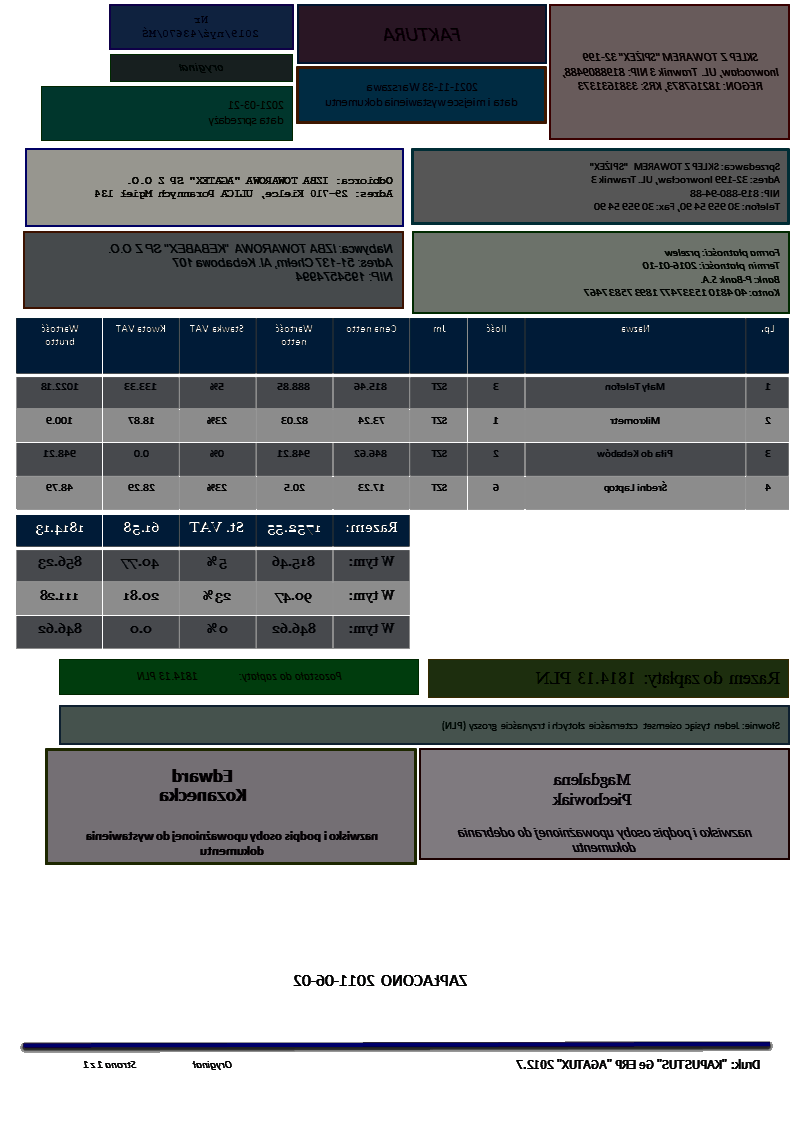 SKLEP Z TOWAREM "SPIŻEX" 32-199
Inowrocław, UL. Trawnik 3 NIP: 8198809488,
REGON: 182167873, KRS: 3381631373
FAKTURA
2021-11-33 Warszawa
data i miejsce wystawienia dokumentu
Nr
2019/nyä/43670/MŚ
oryginał
2021-03-21
data sprzedaży
Sprzedawca: SKLEP Z TOWAREM "SPIŻEX"
Adres: 32-199 Inowrocław, UL. Trawnik 3
NIP: 819-880-94-88
Telefon: 30 959 54 90, Fax: 30 959 54 90
Odbiorca: IZBA TOWAROWA "AGATEX" SP Z O.O.
Adres: 29-710 Kielce, ULICA Porannych Mgieł 134
Forma płatności: przelew
Termin płatności: 2016-01-10
Bank: P-Bank S.A.
Konto: 40 4810 1533 7477 1899 7583 7467
Nabywca: IZBA TOWAROWA "KEBABEX" SP Z O.O.
Adres: 51-137 Chełm, Al. Kebabowa 107
NIP: 1954574994
Lp. Nazwa Ilość Jm Cena netto Wartość netto Stawka VAT Kwota VAT Wartość brutto
1 Mały Telefon 3 SZT 815.46 888.85 5% 133.33 1022.18
2 Mikrometr 1 SZT 73.24 82.03 23% 18.87 100.9
3 Piła do Kebabów 2 SZT 846.62 948.21 0% 0.0 948.21
4 Średni Laptop 6 SZT 17.23 20.5 23% 28.29 48.79
Razem: 1752.55 St. VAT 61.58 1814.13
W tym: 815.46 5% 40.77 856.23
W tym: 90.47 23% 20.81 111.28
W tym: 846.62 0% 0.0 846.62
Razem do zapłaty: 1814.13 PLN
Pozostało do zapłaty: 1814.13 PLN
Słownie: Jeden tysiąc osiemset czternaście złotych i trzynaście groszy (PLN)
Magdalena
Piechowiak
nazwisko i podpis osoby upoważnionej do odebrania
dokumentu
Edward
Kozanecka
nazwisko i podpis osoby upoważnionej do wystawienia
dokumentu
ZAPŁACONO 2011-06-02
Druk: "KAPUSTUS" Ge ERP "AGATUX" 2012.7
Oryginał
Strona 1 z 1